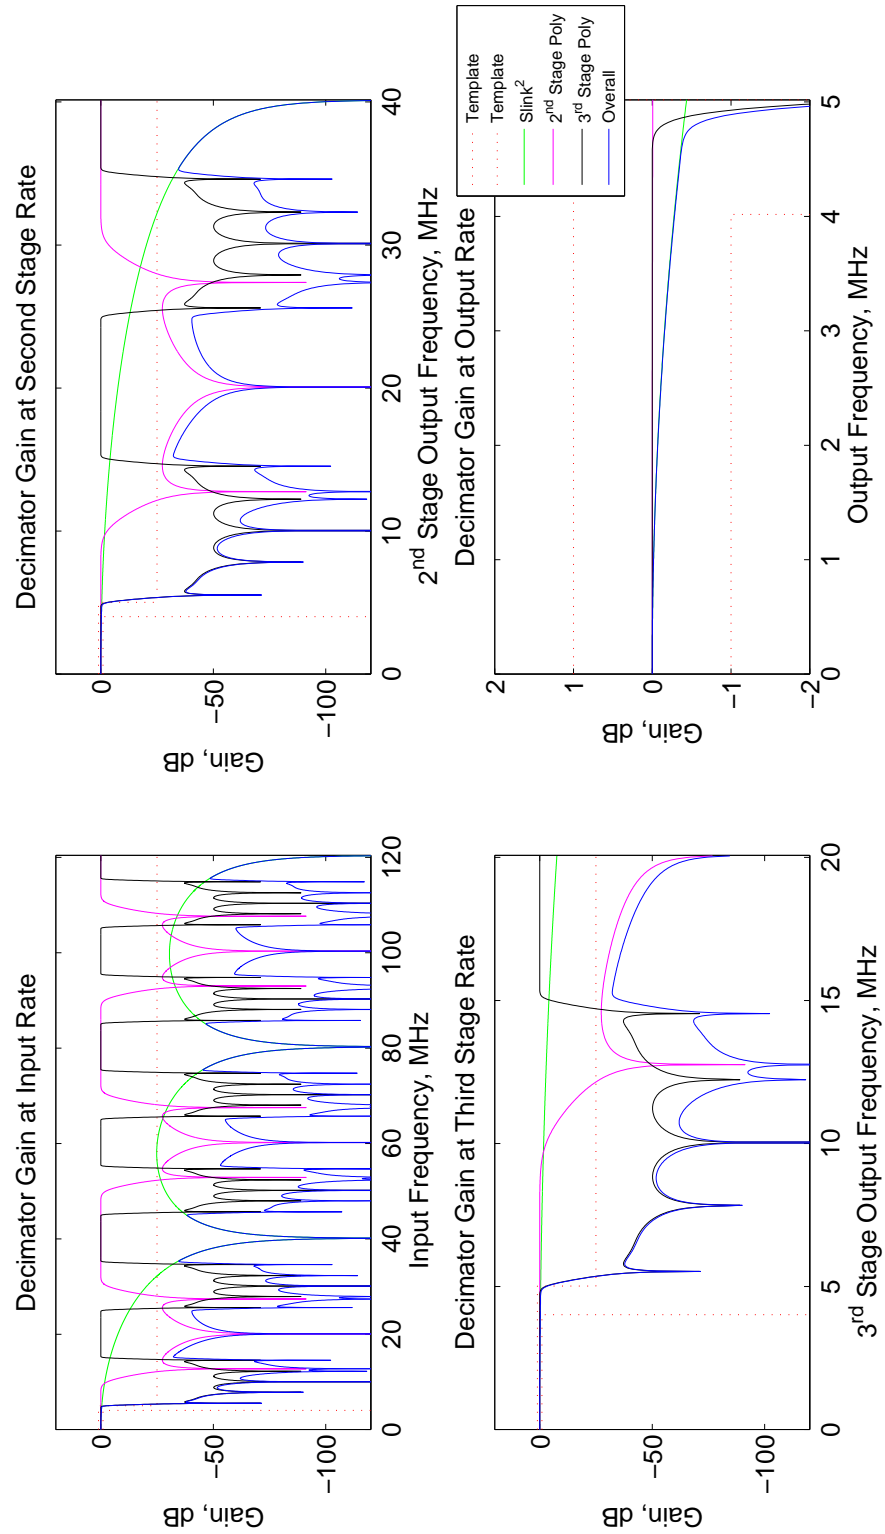 Decimator Gain at Input Rate
Gain, dB
0
−50
−100
0
20
40
60
80
100
120
Input Frequency, MHz
Decimator Gain at Second Stage Rate
Gain, dB
0
−50
−100
0
10
20
30
40
2nd Stage Output Frequency, MHz
Decimator Gain at Third Stage Rate
Gain, dB
0
−50
−100
0
5
10
15
20
3rd Stage Output Frequency, MHz
Decimator Gain at Output Rate
Gain, dB
2
1
0
−1
−2
0
1
2
3
4
5
Output Frequency, MHz
Template
Template
Slink2
2nd Stage Poly
3rd Stage Poly
Overall